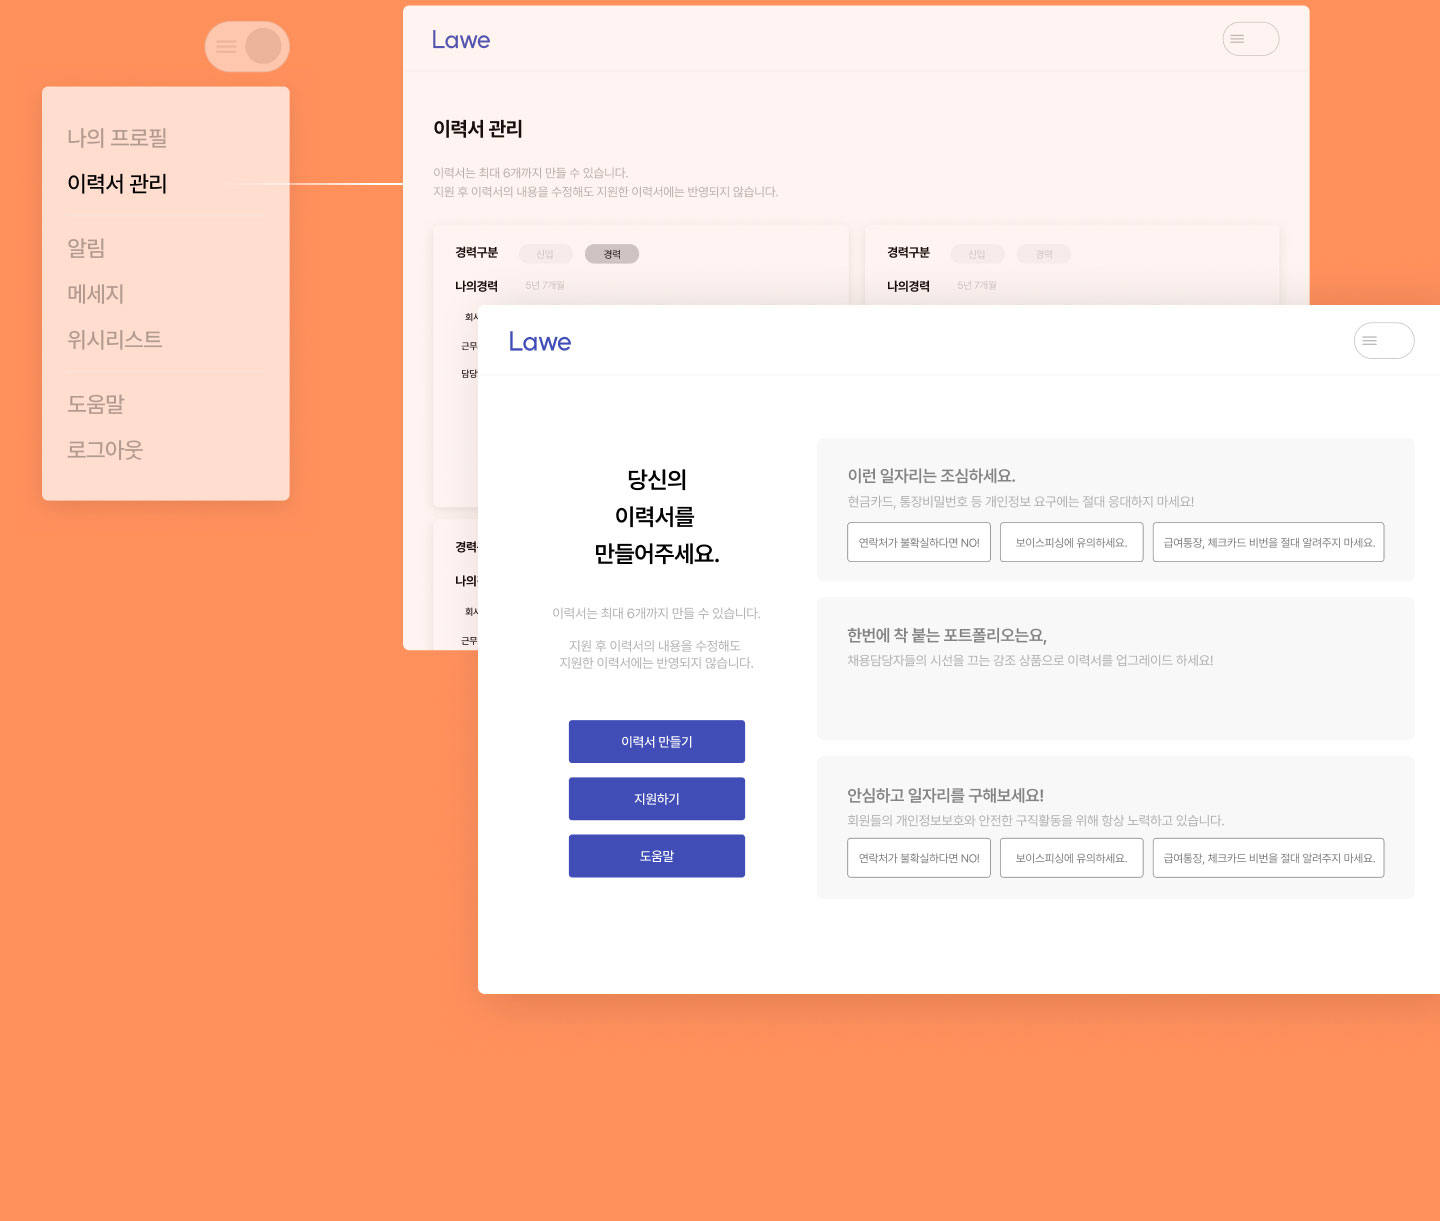 나의 프로필
이력서 관리
알림
메세지
위시리스트
도움말
로그아웃
Lawe
이력서 관리
이력서는 최대 6개까지 만들 수 있습니다.
지원 후 이력서의 내용을 수정해도 지원한 이력서에는 반영되지 않습니다.
경력구분 신입 경력
나의경력 5년 7개월
회사
근무
담당
경력구분 신입 경력
나의경력 5년 7개월
경력
나의
회사
근무
Lawe
당신의
이력서를
만들어주세요.
이력서는 최대 6개까지 만들 수 있습니다.
지원 후 이력서의 내용을 수정해도
지원한 이력서에는 반영되지 않습니다.
이력서 만들기
지원하기
도움말
이런 일자리는 조심하세요.
현금카드, 통장비밀번호 등 개인정보 요구에는 절대 응대하지 마세요!
연락처가 불확실하다면 NO! 보이스피싱에 유의하세요. 급여통장, 체크카드 비번을 절대 알려주지 마세요.
한번에 착 붙는 포트폴리오는요,
채용담당자들의 시선을 끄는 강조 상품으로 이력서를 업그레이드 하세요!
안심하고 일자리를 구해보세요!
회원들의 개인정보보호와 안전한 구직활동을 위해 항상 노력하고 있습니다.
연락처가 불확실하다면 NO! 보이스피싱에 유의하세요. 급여통장, 체크카드 비번을 절대 알려주지 마세요.